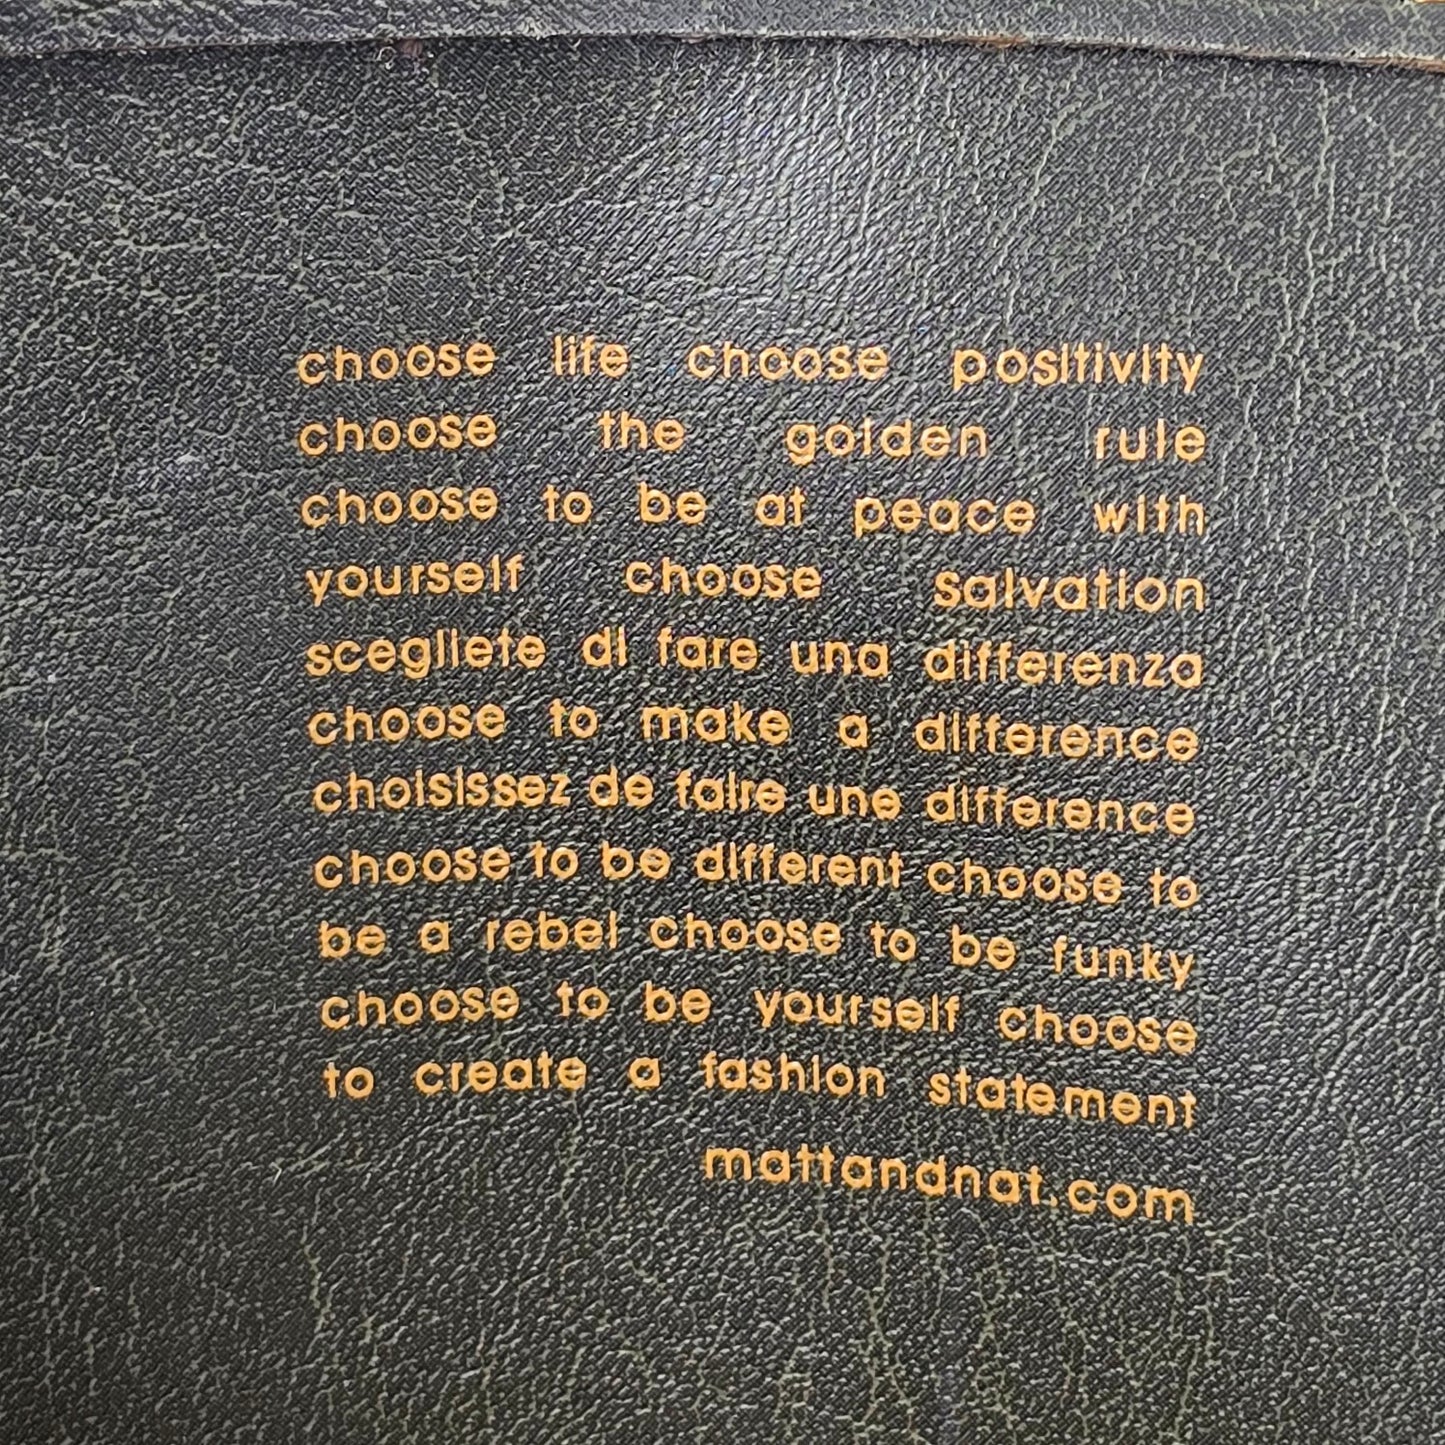 choose life choose positivity
choose the golden rule
choose to be at peace with
yourself choose salvation
scegliete di fare una differenza
choose to make a difference
choisissez de faire une difference
choose to be different choose to
be a rebel choose to be funky
choose to be yourself choose
to create a fashion statement
mattandnat.com